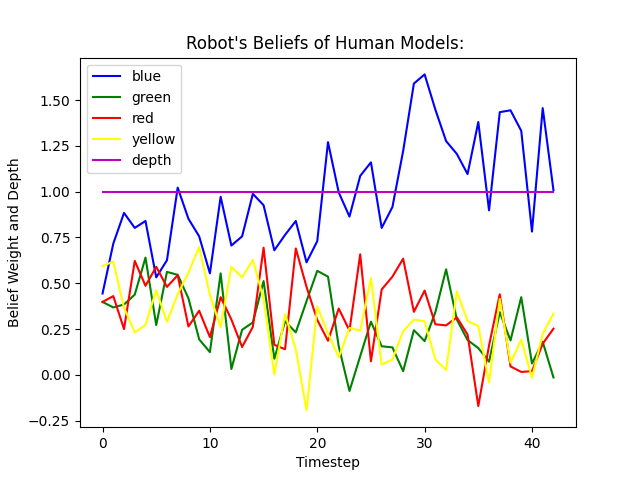 Robot's Beliefs of Human Models:
blue
green
red
yellow
depth
1.50
1.25
1.00
0.75
0.50
0.25
0.00
−0.25
Belief Weight and Depth
0 10 20 30 40
Timestep